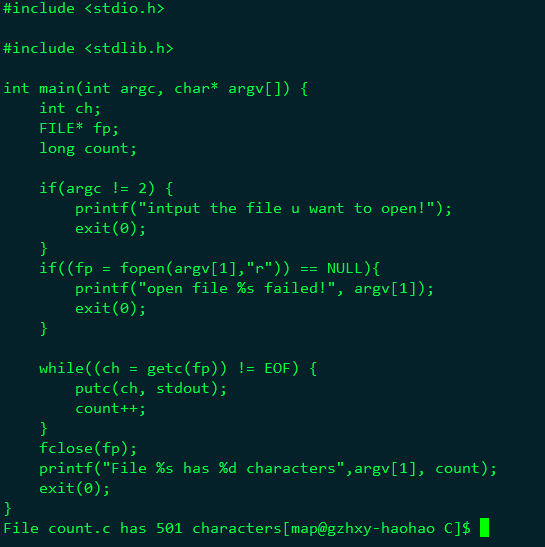 #include <stdio.h>
#include <stdlib.h>
int main(int argc, char* argv[]) {
    int ch;
    FILE* fp;
    long count;
    if(argc != 2) {
        printf("intput the file u want to open!");
        exit(0);
    }
    if((fp = fopen(argv[1],"r")) == NULL){
        printf("open file %s failed!", argv[1]);
        exit(0);
    }
    while((ch = getc(fp)) != EOF) {
        putc(ch, stdout);
        count++;
    }
    fclose(fp);
    printf("File %s has %d characters",argv[1], count);
    exit(0);
}
File count.c has 501 characters[map@gzhxy-haohao C]$